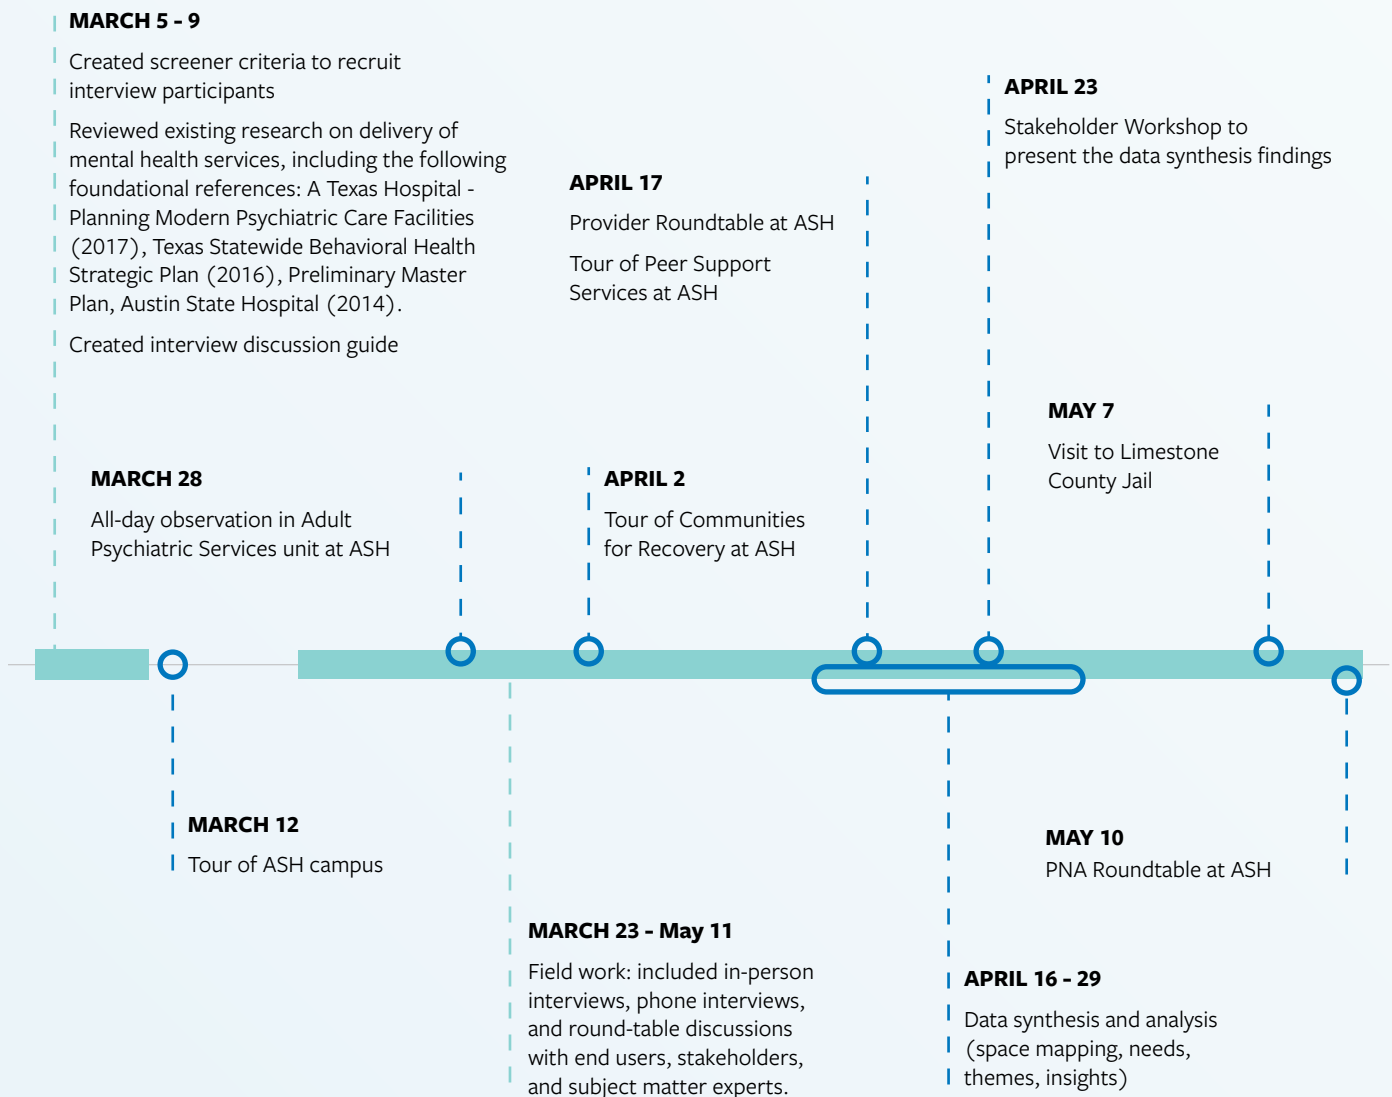 MARCH 5 - 9
Created screener criteria to recruit
interview participants
Reviewed existing research on delivery of
mental health services, including the following
foundational references: A Texas Hospital -
Planning Modern Psychiatric Care Facilities
(2017), Texas Statewide Behavioral Health
Strategic Plan (2016), Preliminary Master
Plan, Austin State Hospital (2014).
Created interview discussion guide
APRIL 17
Provider Roundtable at ASH
Tour of Peer Support
Services at ASH
APRIL 23
Stakeholder Workshop to
present the data synthesis findings
MARCH 28
All-day observation in Adult
Psychiatric Services unit at ASH
APRIL 2
Tour of Communities
for Recovery at ASH
MAY 7
Visit to Limestone
County Jail
MARCH 12
Tour of ASH campus
MARCH 23 - May 11
Field work: included in-person
interviews, phone interviews,
and round-table discussions
with end users, stakeholders,
and subject matter experts.
MAY 10
PNA Roundtable at ASH
APRIL 16 - 29
Data synthesis and analysis
(space mapping, needs,
themes, insights)